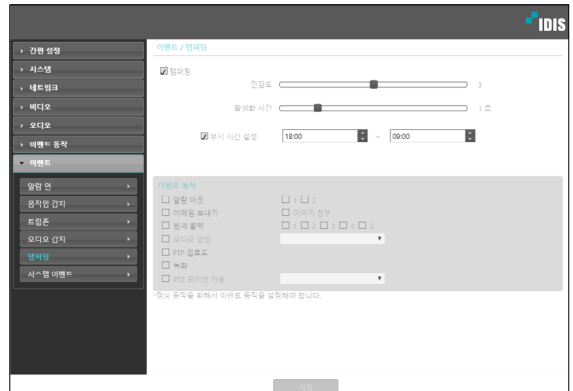 IDIS
간편 설정
이벤트 / 탬퍼링
시스템
네트워크
비디오
오디오
이벤트 동작
이벤트
알람 인
움직임 감지
트립존
오디오 감지
탬퍼링
시스템 이벤트
탬퍼링
민감도 3
활성화 시간 1 초
무시 시간 설정 18:00 ~ 09:00
이벤트 동작
알람 아웃 1 2
이메일 보내기 이미지 첨부
원격 콜백 1 2 3 4 5
오디오 알람
FTP 업로드
녹화
PTZ 프리셋 이동
*정상 동작을 위해서 이벤트 동작을 설정해야 합니다.
저장